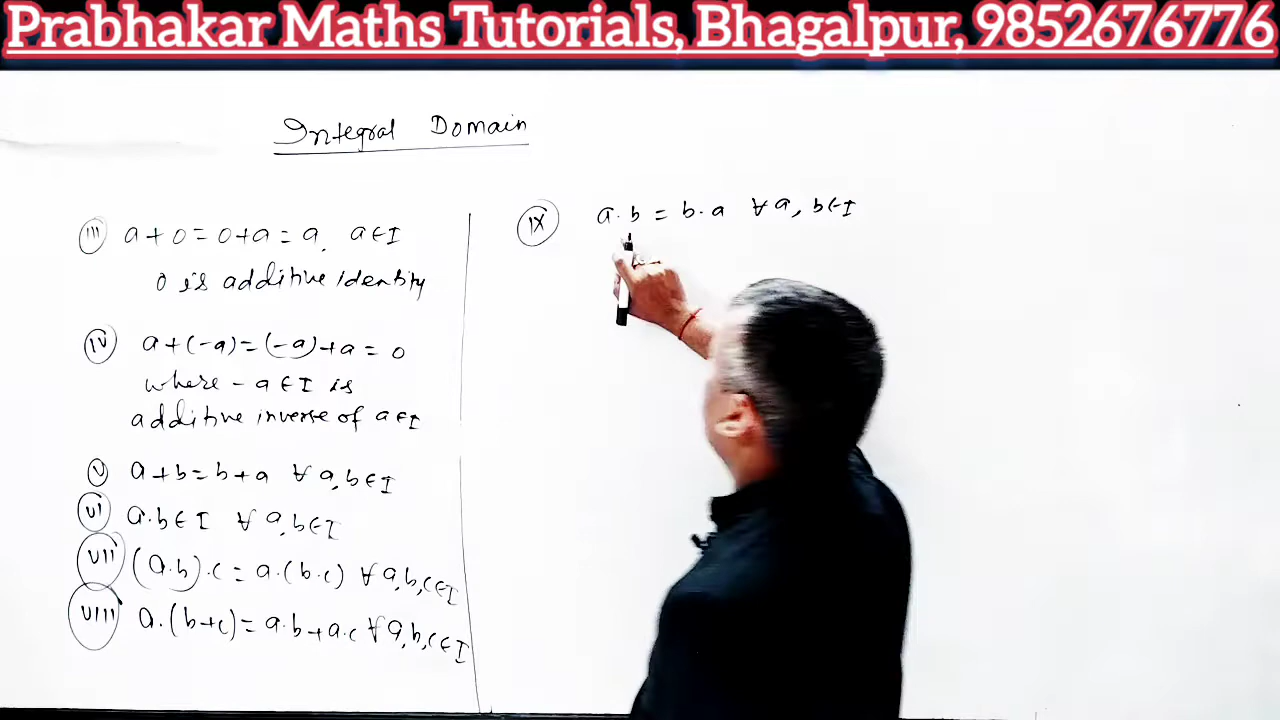 Prabhakar Maths Tutorials, Bhagalpur, 9852676776
Integral Domain
(iii) a + 0 = 0 + a = a, a ∈ I
0 is additive identity
(iv) a + (-a) = (-a) + a = 0
where - a ∈ I is
additive inverse of a ∈ I
(v) a + b = b + a ∀ a, b ∈ I
(vi) a.b ∈ I ∀ a, b ∈ I
(vii) (a.b).c = a.(b.c) ∀ a, b, c ∈ I
(viii) a.(b+c) = a.b + a.c ∀ a, b, c ∈ I
(ix) a.b = b.a ∀ a, b ∈ I